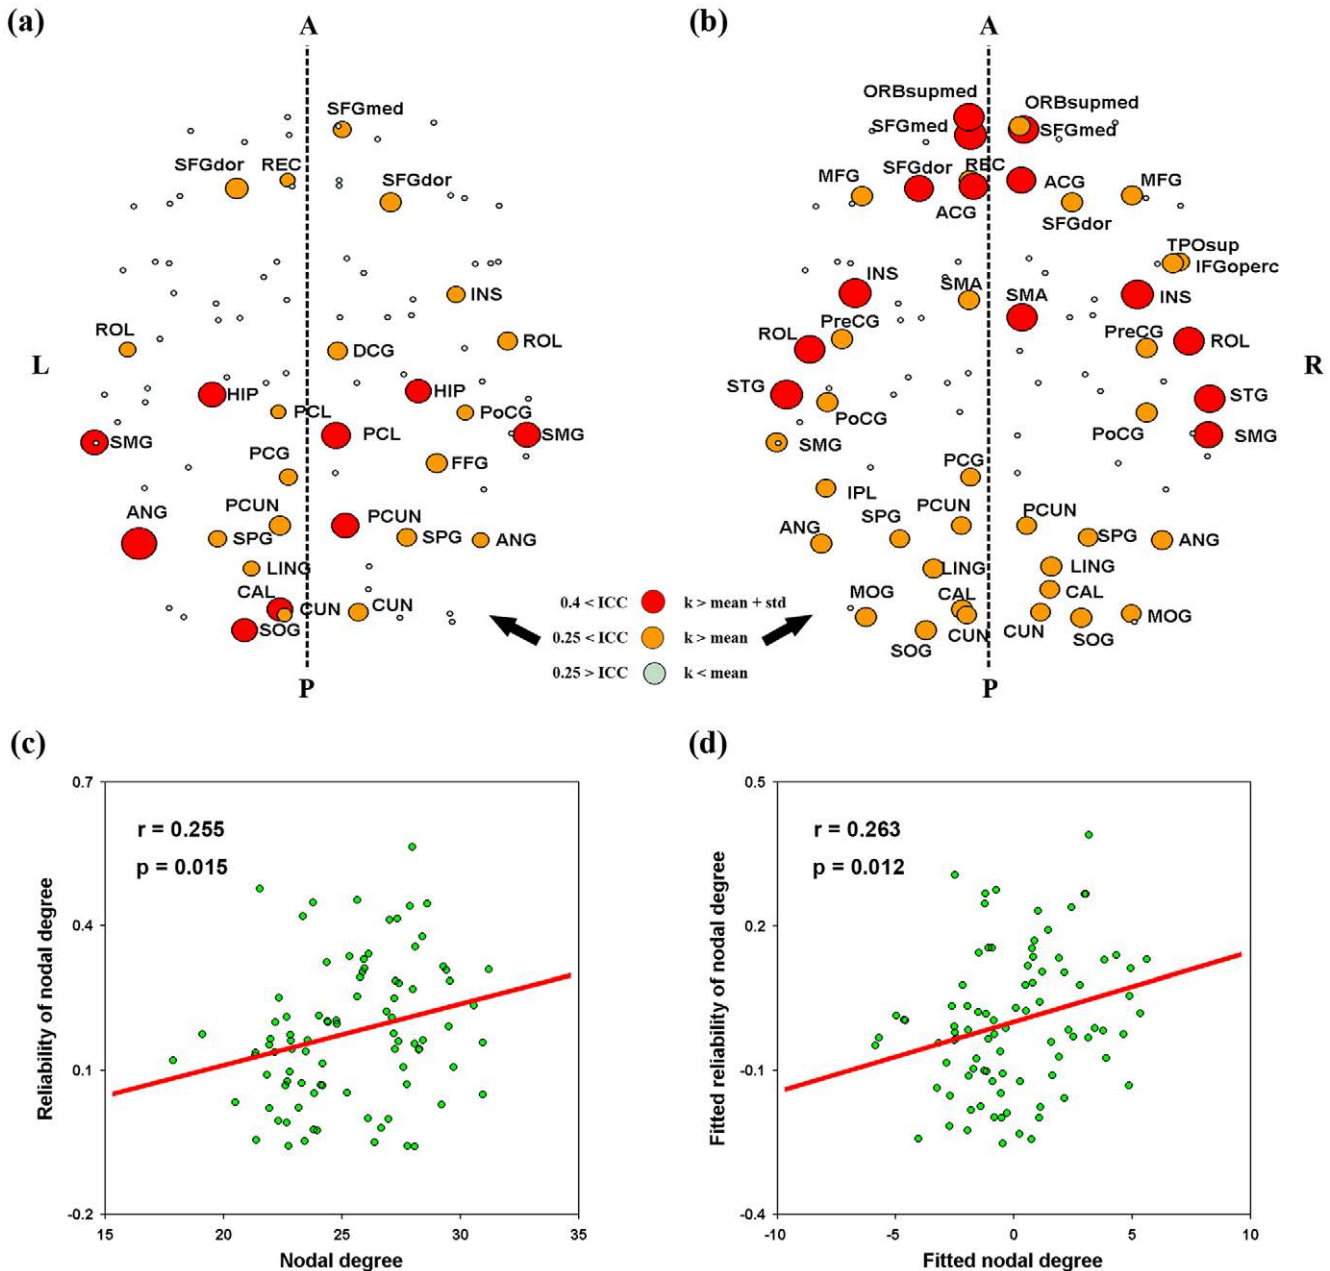 (a)
A
SFGmed
SFGdor REC
SFGdor
INS
ROL
DCG
ROL
L
HIP
HIP
PCL
PoCG
SMG
PCL
SMG
PCG
FFG
ANG
PCUN
PCUN
SPG
SPG
ANG
LING
CAL
CUN
CUN
SOG
P
(b)
A
ORBsupmed
ORBsupmed
SFGmed
SFGmed
SFGdor
REC
MFG
ACG
MFG
ACG
SFGdor
TPOsup
IFGoperc
INS
SMA
SMA
INS
ROL
PreCG
PreCG
ROL
R
STG
STG
PoCG
PoCG
SMG
SMG
PCG
IPL
PCUN
PCUN
ANG
SPG
SPG
ANG
LING
LING
MOG
CAL
CAL
MOG
CUN
CUN
SOG
SOG
P
0.4 < ICC k > mean + std
0.25 < ICC k > mean
0.25 > ICC k < mean
(c)
0.7
r = 0.255
p = 0.015
0.4
Reliability of nodal degree
0.1
-0.2
15 20 25 30 35
Nodal degree
(d)
0.5
r = 0.263
p = 0.012
0.2
Fitted reliability of nodal degree
-0.1
-0.4
-10 -5 0 5 10
Fitted nodal degree